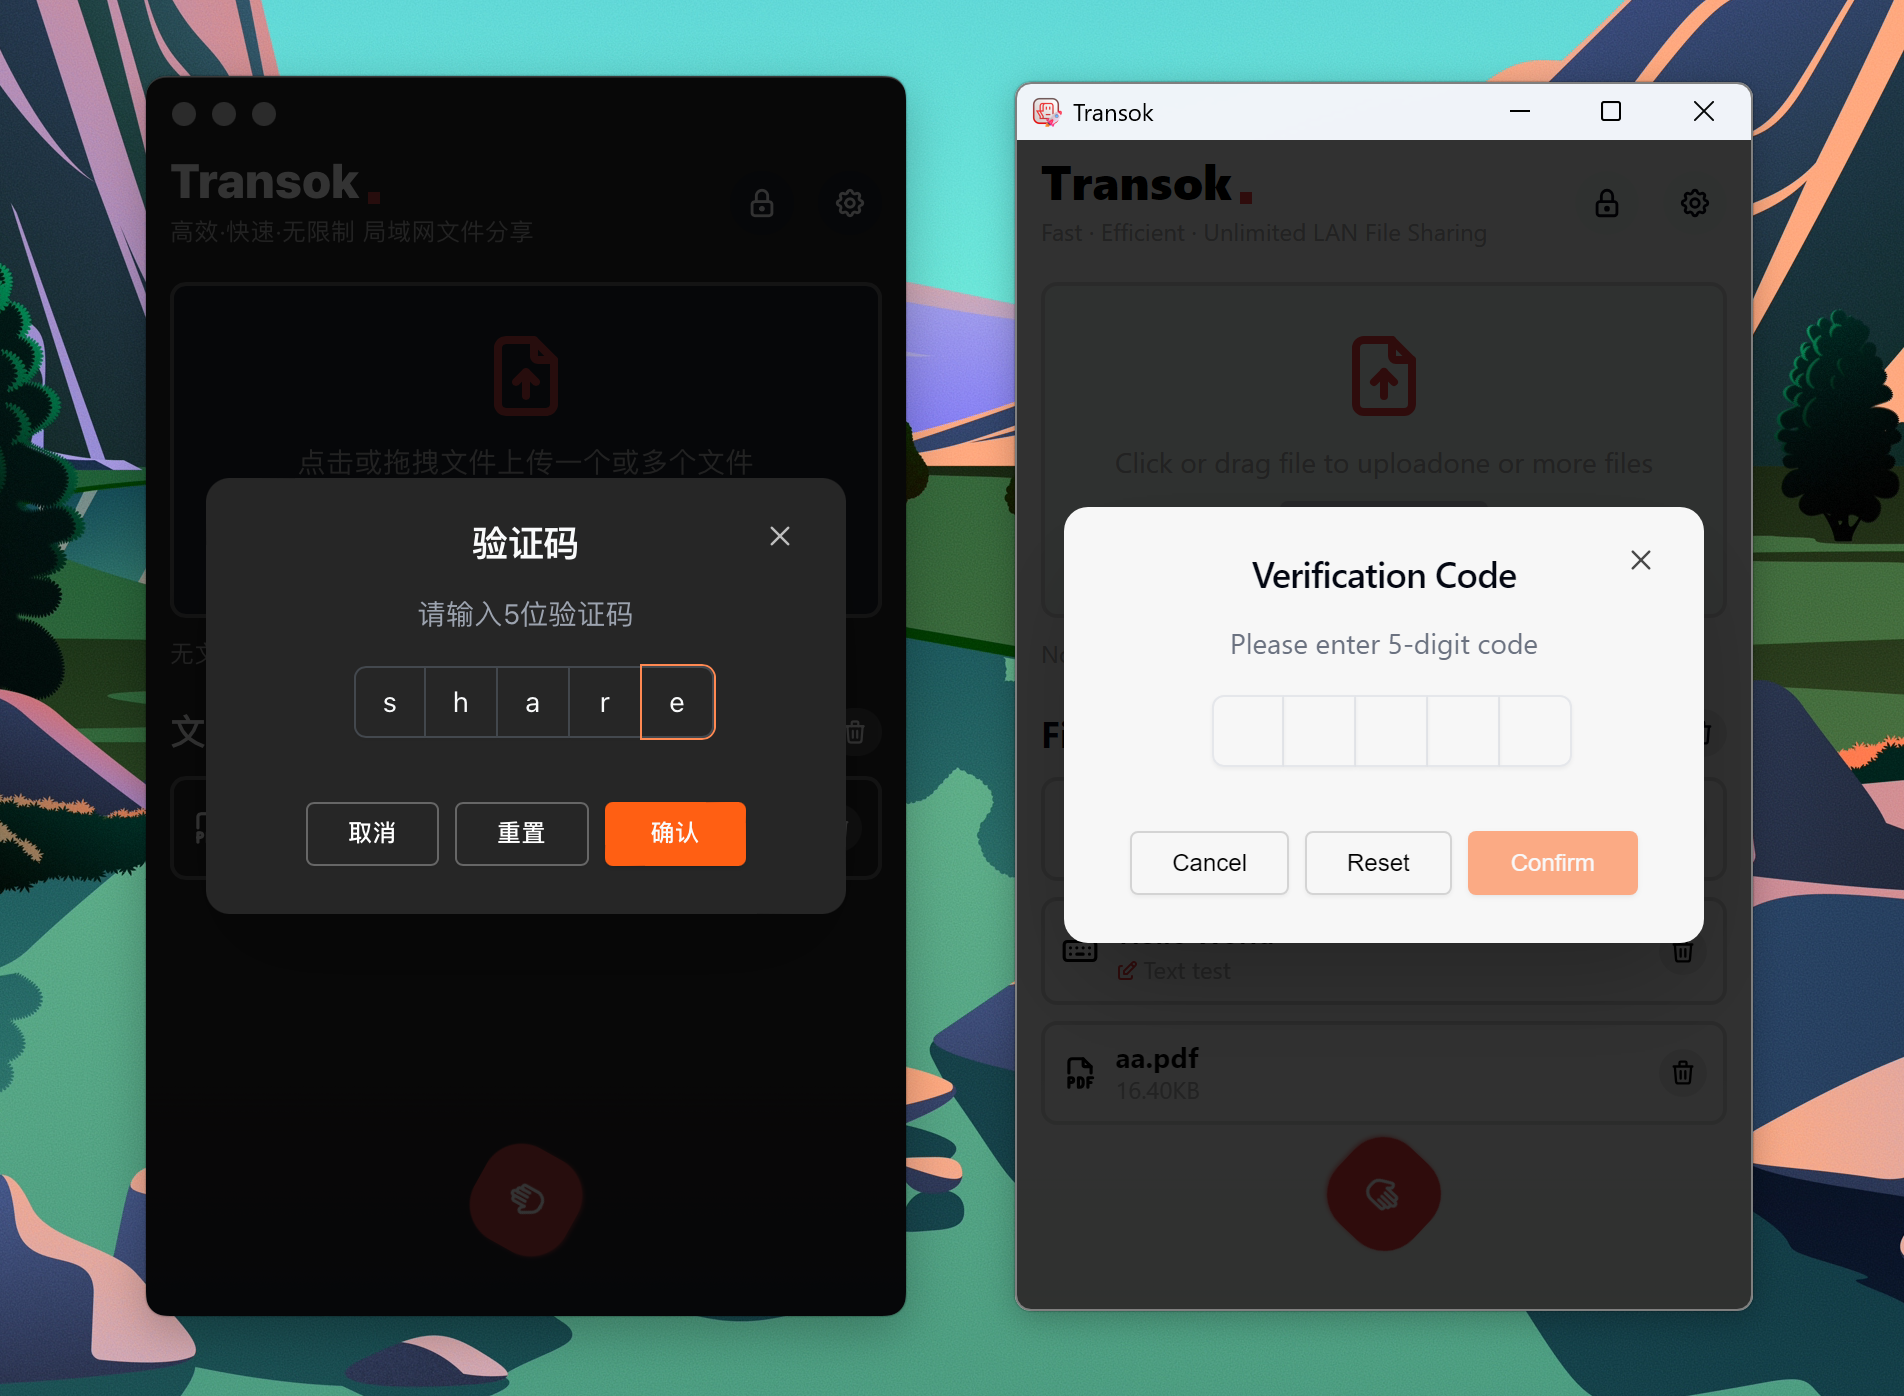 Transok.
高效·快速·无限制 局域网文件分享
点击或拖拽文件上传一个或多个文件
验证码
请输入5位验证码
无文
s h a r e
文
取消 重置 确认
Transok
Transok.
Fast · Efficient · Unlimited LAN File Sharing
Click or drag file to uploadone or more files
Verification Code
Please enter 5-digit code
Cancel Reset Confirm
Text test
PDF
aa.pdf
16.40KB